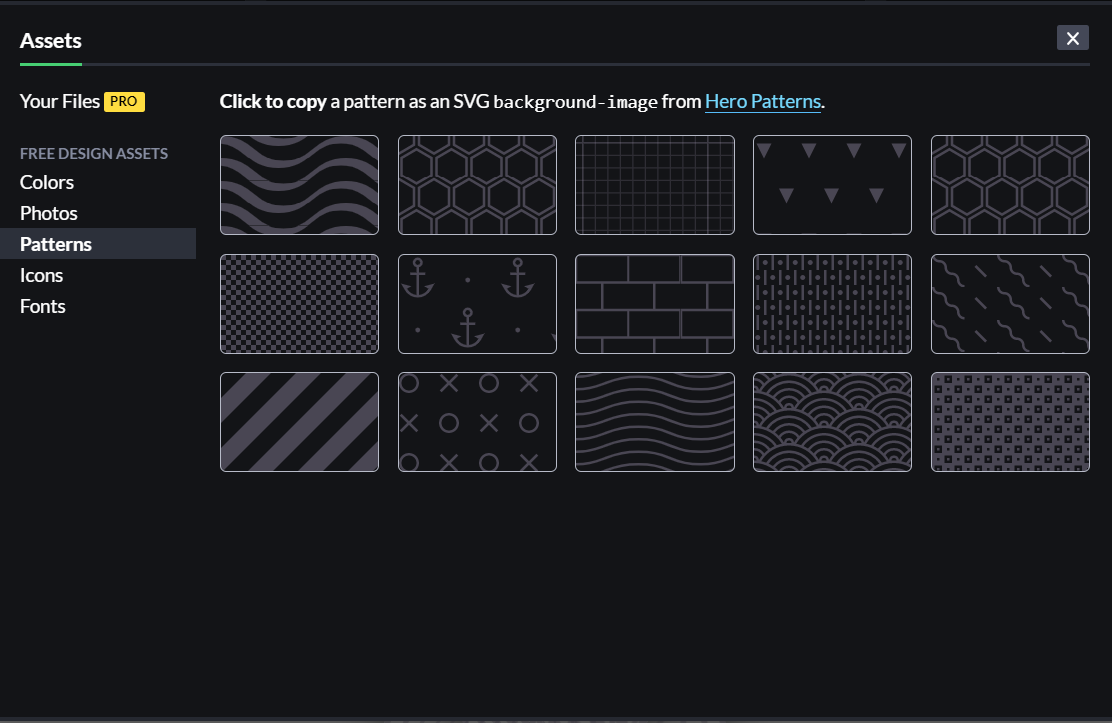 Assets
Your Files PRO
Click to copy a pattern as an SVG background-image from Hero Patterns.
FREE DESIGN ASSETS
Colors
Photos
Patterns
Icons
Fonts